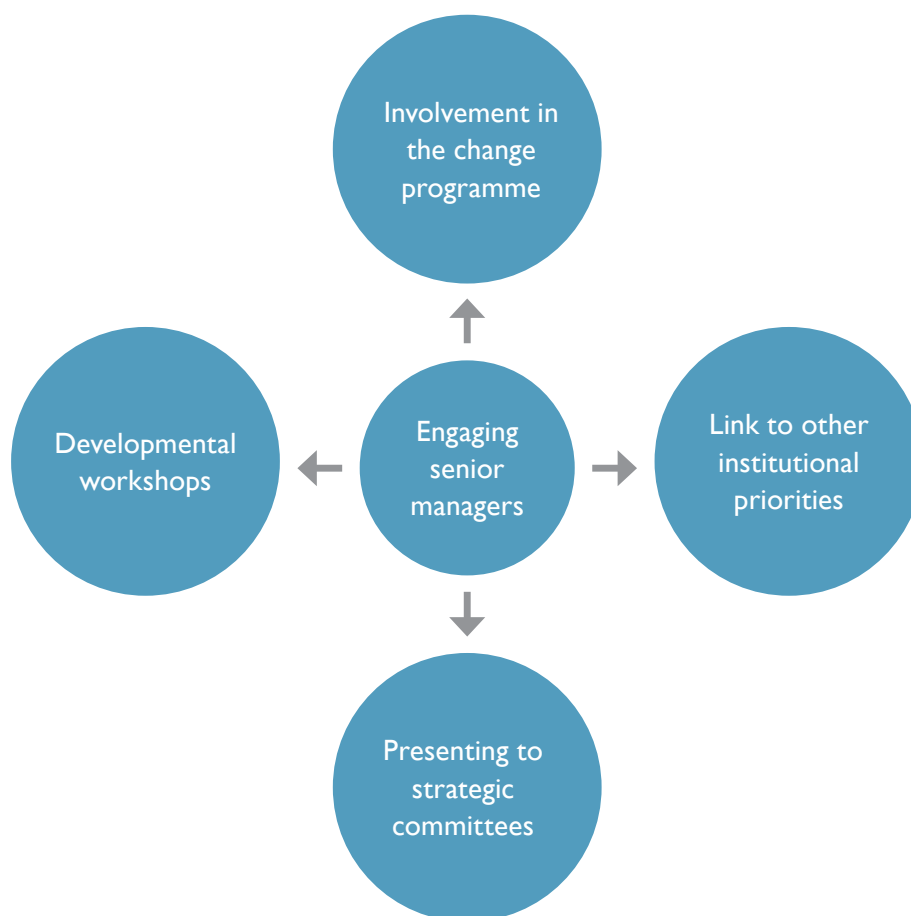 Involvement in
the change
programme
Developmental
workshops
Engaging
senior
managers
Link to other
institutional
priorities
Presenting to
strategic
committees